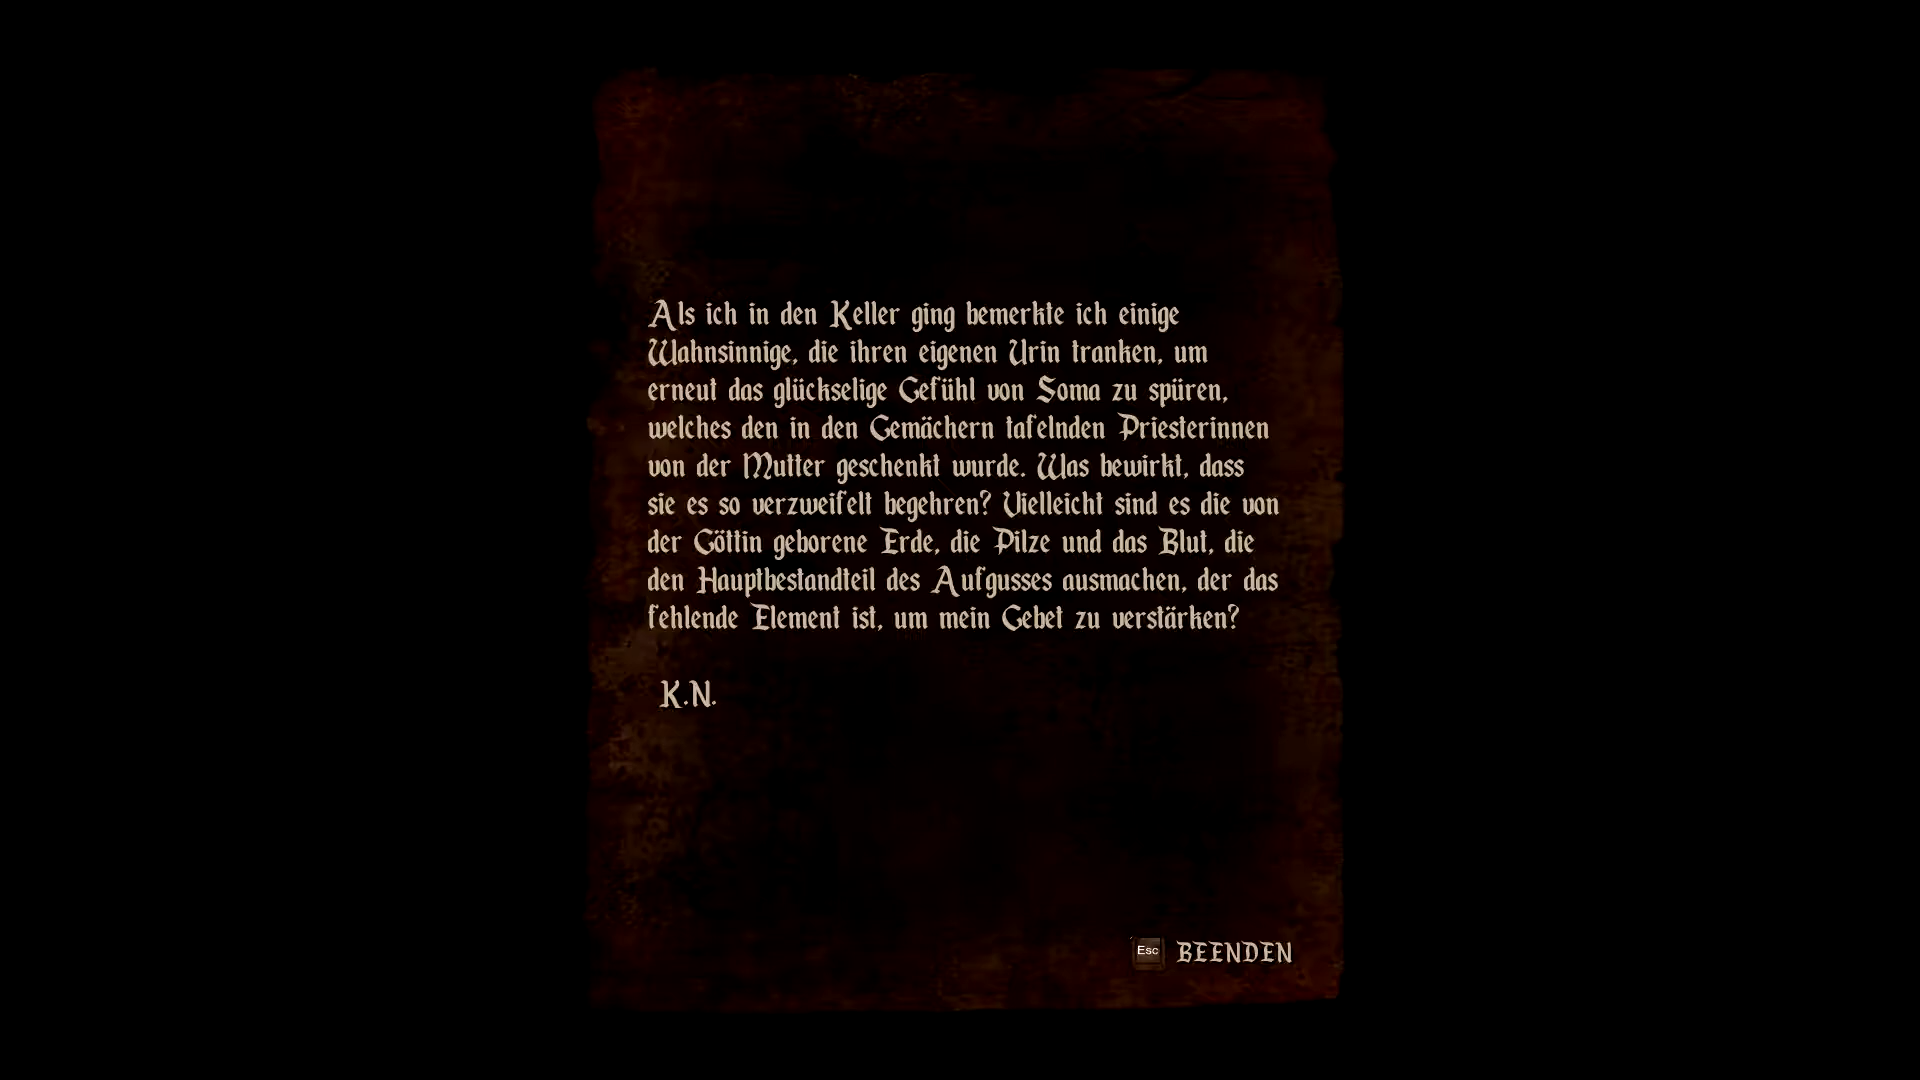 Als ich in den Keller ging bemerkte ich einige
Wahnsinnige, die ihren eigenen Urin tranken, um
erneut das glückselige Gefühl von Soma zu spüren,
welches den in den Gemächern tafelnden Priesterinnen
von der Mutter geschenkt wurde. Was bewirkt, dass
sie es so verzweifelt begehren? Vielleicht sind es die von
der Göttin geborene Erde, die Pilze und das Blut, die
den Hauptbestandteil des Aufgusses ausmachen, der das
fehlende Element ist, um mein Gebet zu verstärken?
K.N.
Esc BEENDEN